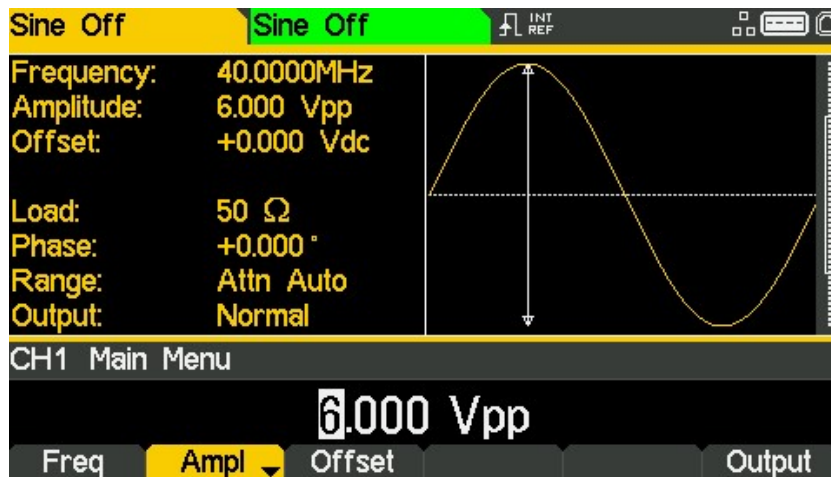 Sine Off
Sine Off
INT
REF
Frequency: 40.0000MHz
Amplitude: 6.000 Vpp
Offset: +0.000 Vdc
Load: 50 Ω
Phase: +0.000 °
Range: Attn Auto
Output: Normal
CH1 Main Menu
6.000 Vpp
Freq Ampl Offset Output